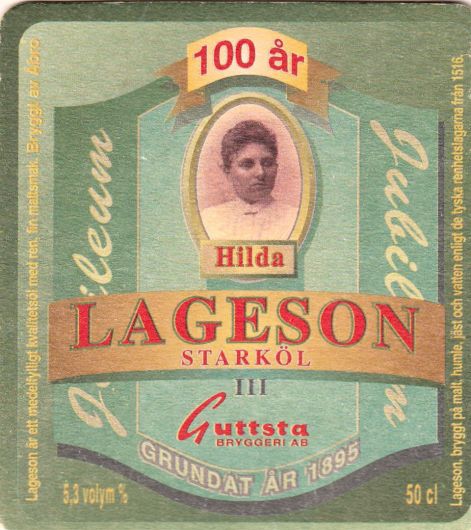 100 år
Hilda
LAGESON
STARKÖL
III
Guttsta
BRYGGERI AB
GRUNDAT ÅR 1895
5,3 volym %
50 cl
Jubileum
Jubileum
Lageson är ett medelfylligt kvalitetsöl med ren, fin maltsmak. Bryggt av Åbro.
Lageson, bryggt på malt, humle, jäst och vatten enligt de tyska renhetslagarna från 1516.